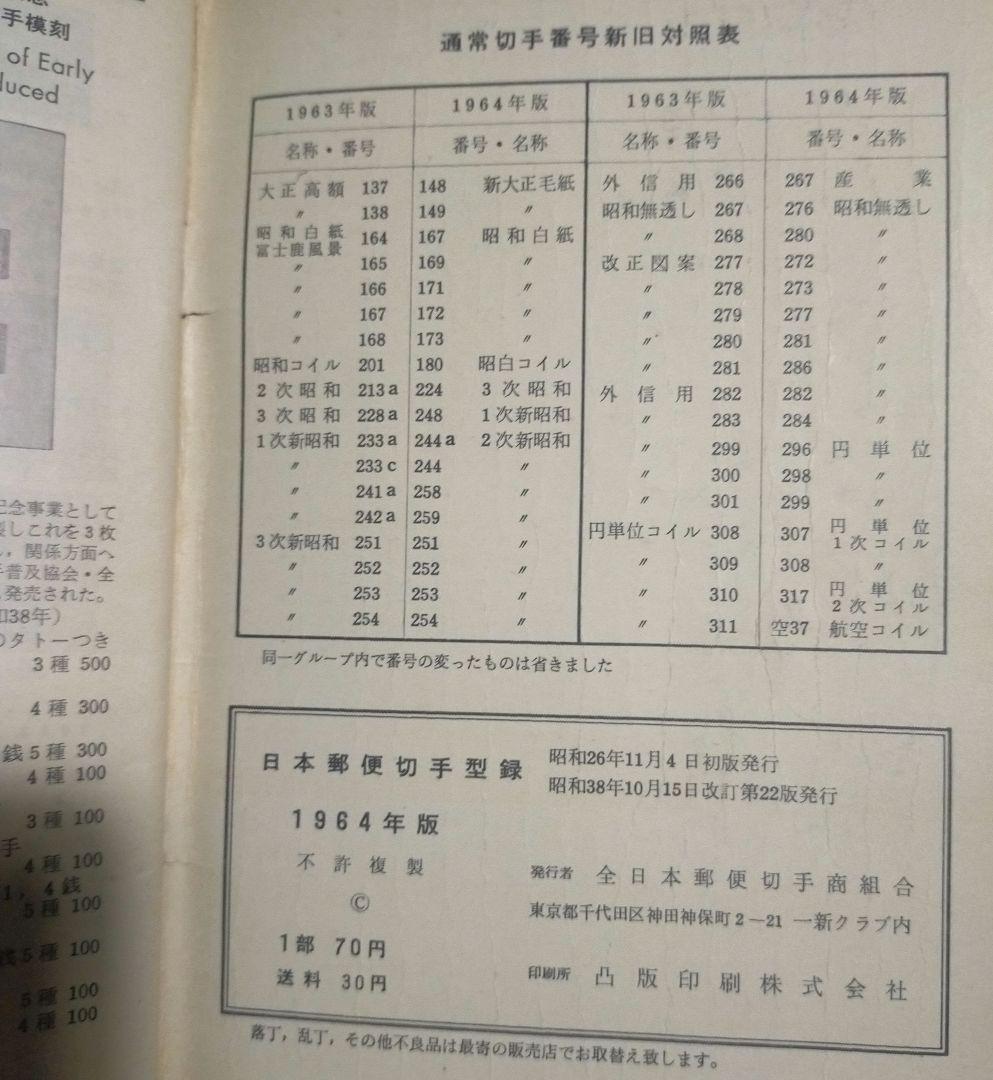 手模刻
of Early
通常切手番号新旧対照表
1963年版 1964年版 1963年版 1964年版
名称・番号 番号・名称 名称・番号 番号・名称
大正高額 137 148 新大正毛紙 外信用 266 267 産業
〃 138 149 〃 昭和無透し 267 276 昭和無透し
昭和白紙富士鹿風景 164 167 昭和白紙 〃 268 280 〃
〃 165 169 〃 改正図案 277 272 〃
〃 166 171 〃 〃 278 273 〃
〃 167 172 〃 〃 279 277 〃
〃 168 173 〃 〃 280 281 〃
昭和コイル 201 180 昭白コイル 〃 281 286 〃
2次昭和 213a 224 3次昭和 外信用 282 282 〃
3次昭和 228a 248 1次新昭和 〃 283 284 〃
1次新昭和 233a 244a 2次新昭和 〃 299 296 円単位
〃 233c 244 〃 〃 300 298 〃
〃 241a 258 〃 〃 301 299 〃
〃 242a 259 〃 円単位コイル 308 307 円単位1次コイル
3次新昭和 251 251 〃 〃 309 308 〃
〃 252 252 〃 〃 310 317 円単位2次コイル
〃 253 253 〃 〃 311 空37 航空コイル
〃 254 254 〃
同一グループ内で番号の変ったものは省きました
記念事業として
製しこれを3枚
，関係方面へ
手普及協会・全
発売された。
和38年）
のタトーつき
3種 500
4種 300
銭5種 300
4種 100
3種 100
手
4種 100
1，4銭
5種 100
銭5種 100
5種 100
4種 100
日本郵便切手型録
1964年版
不許複製
©
1部 70円
送料 30円
昭和26年11月4日初版発行
昭和38年10月15日改訂第22版発行
発行者 全日本郵便切手商組合
東京都千代田区神田神保町2－21 一新クラブ内
印刷所 凸版印刷株式会社
落丁，乱丁，その他不良品は最寄の販売店でお取替え致します。